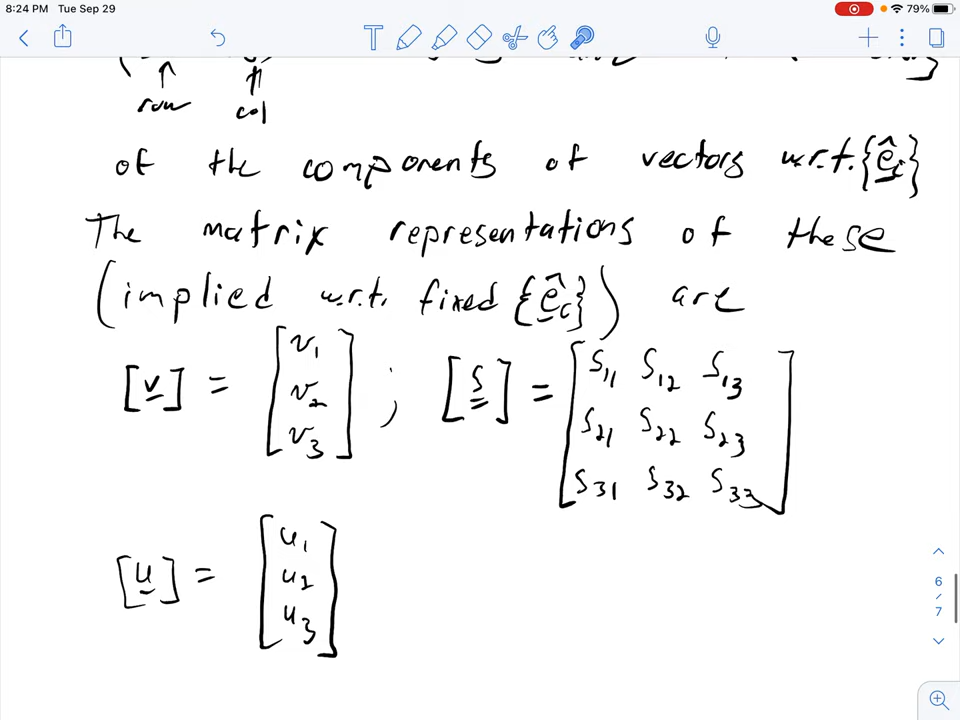 8:24 PM Tue Sep 29 79%
row col
of the components of vectors w.r.t. {ê_i}
The matrix representations of these
(implied w.r.t. fixed {ê_i}) are
[v] = [v1 v2 v3] ; [S] = [S11 S12 S13
S21 S22 S23
S31 S32 S33]
[u] = [u1 u2 u3]
6 / 7